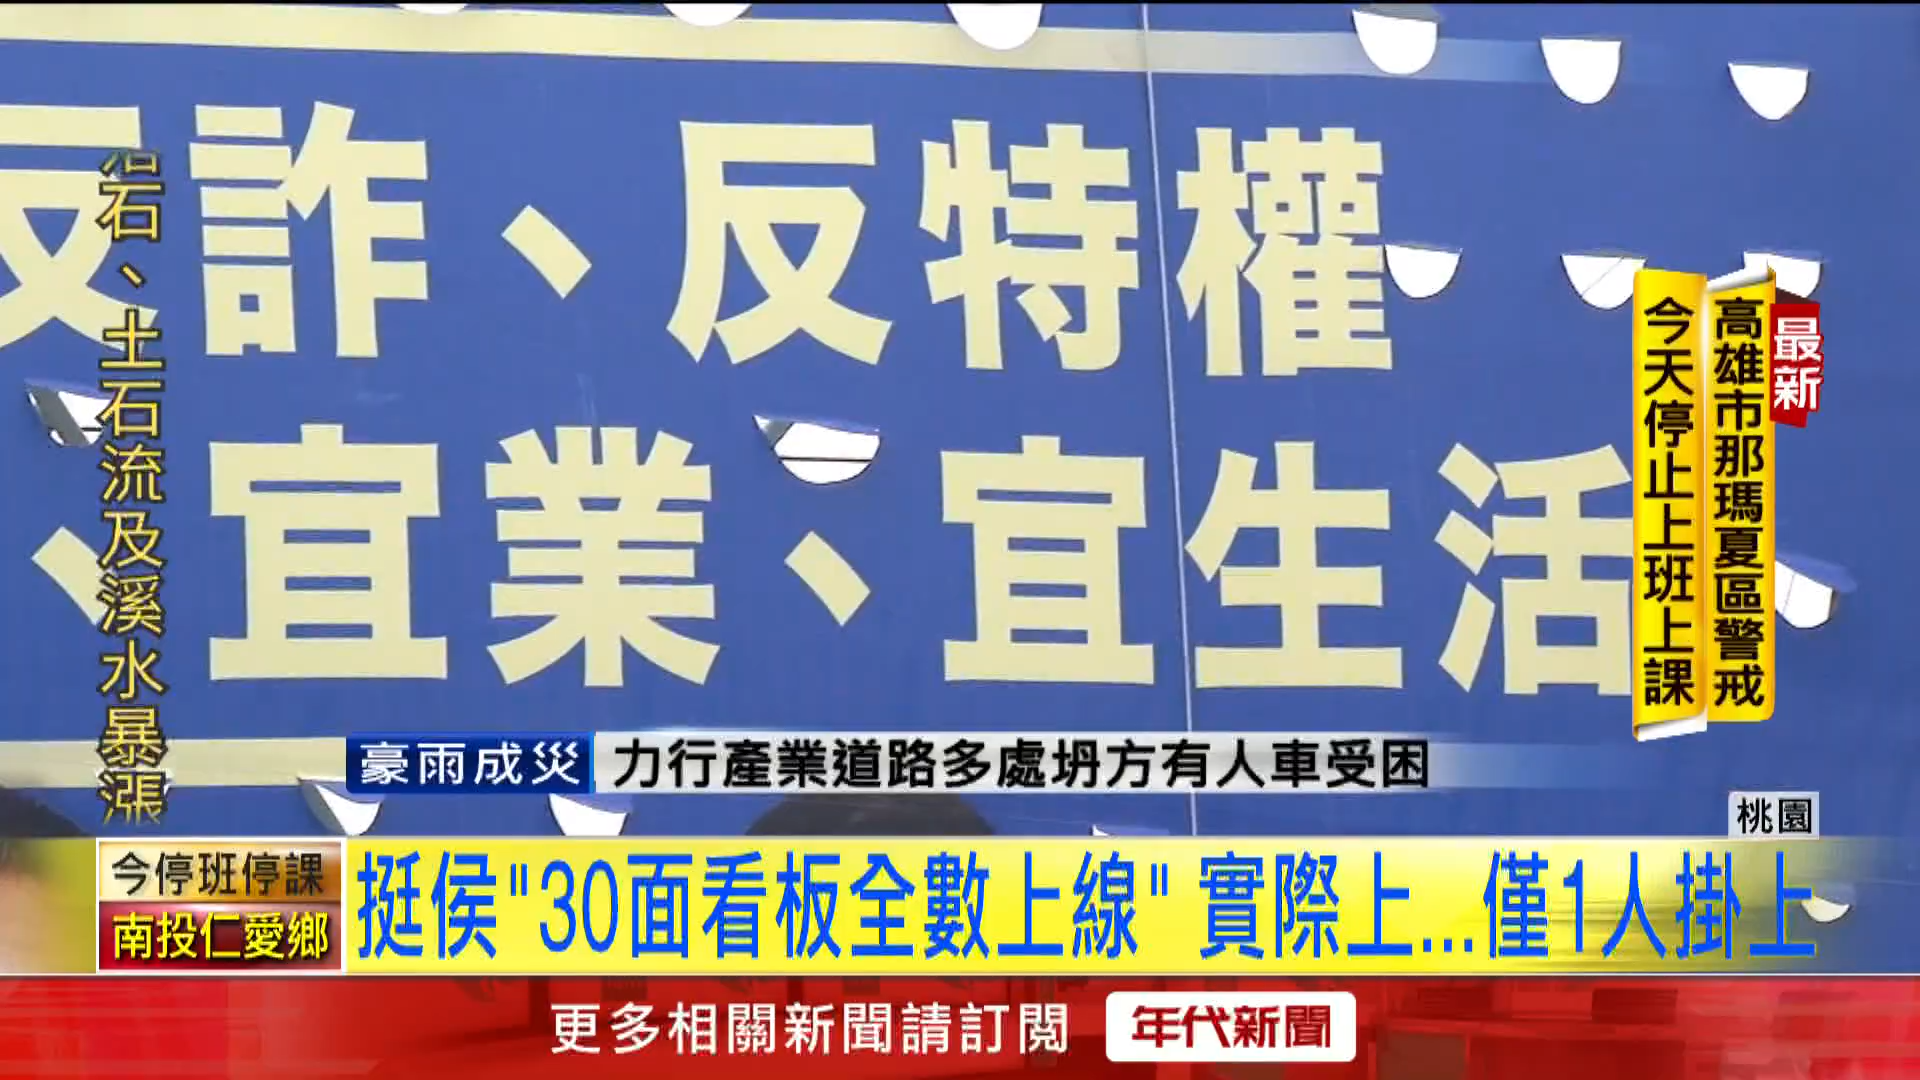 反詐、反特權
、宜業、宜生活
石、土石流及溪水暴漲
最新
高雄市那瑪夏區警戒
今天停止上班上課
豪雨成災 力行產業道路多處坍方有人車受困
桃園
今停班停課
南投仁愛鄉
挺侯"30面看板全數上線" 實際上...僅1人掛上
更多相關新聞請訂閱 年代新聞